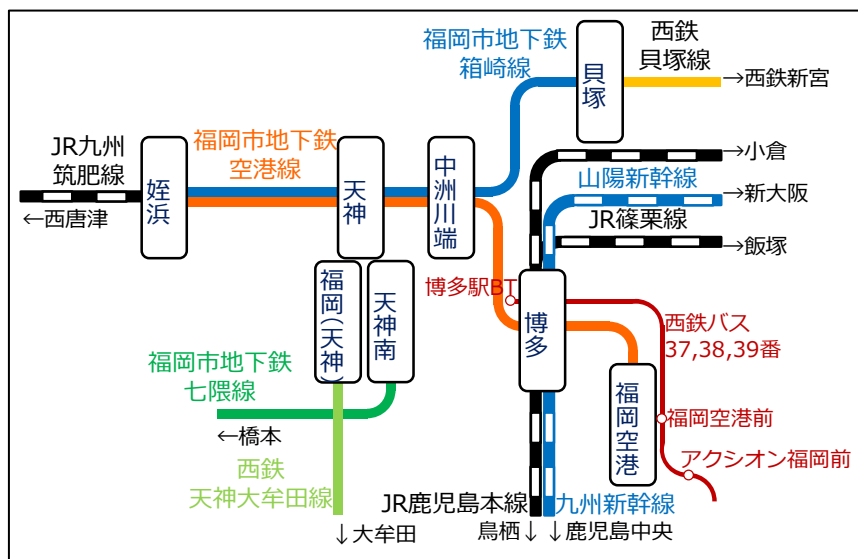 福岡市地下鉄
箱崎線
貝塚
西鉄
貝塚線
→西鉄新宮
JR九州
筑肥線
←西唐津
姪浜
福岡市地下鉄
空港線
天神
中洲川端
→小倉
山陽新幹線
→新大阪
JR篠栗線
→飯塚
福岡(天神)
天神南
博多駅BT
博多
西鉄バス
37,38,39番
福岡市地下鉄
七隈線
←橋本
福岡空港
福岡空港前
アクシオン福岡前
西鉄
天神大牟田線
↓大牟田
JR鹿児島本線
鳥栖↓
九州新幹線
↓鹿児島中央